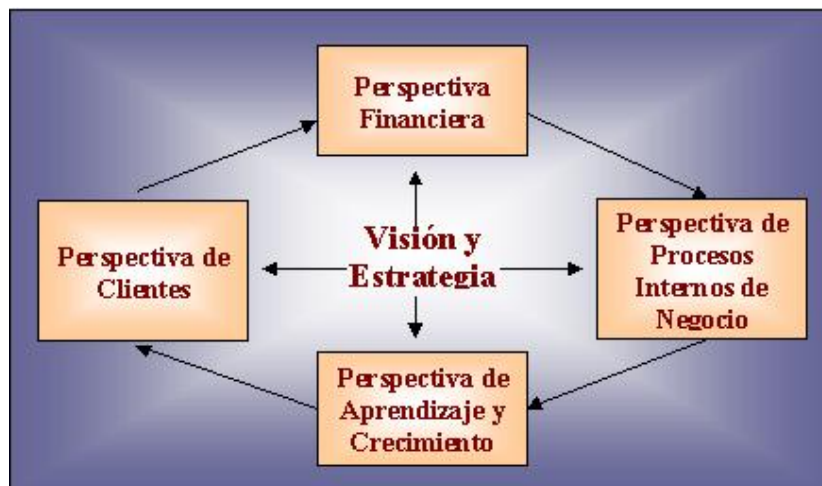 Perspectiva
Financiera
Perspectiva de
Clientes
Visión y
Estrategia
Perspectiva de
Procesos
Internos de
Negocio
Perspectiva de
Aprendizaje y
Crecimiento